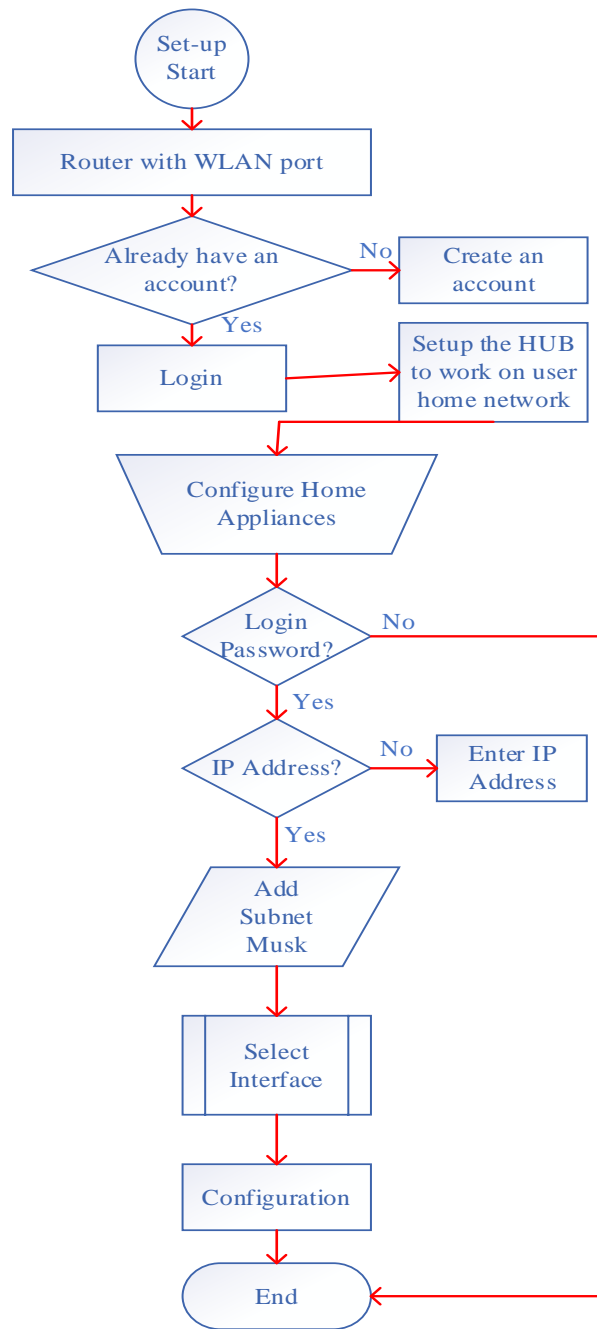 Set-up
Start
Router with WLAN port
Already have an
account?
No
Create an
account
Yes
Login
Setup the HUB
to work on user
home network
Configure Home
Appliances
Login
Password?
No
Yes
IP Address?
No
Enter IP
Address
Yes
Add
Subnet
Musk
Select
Interface
Configuration
End